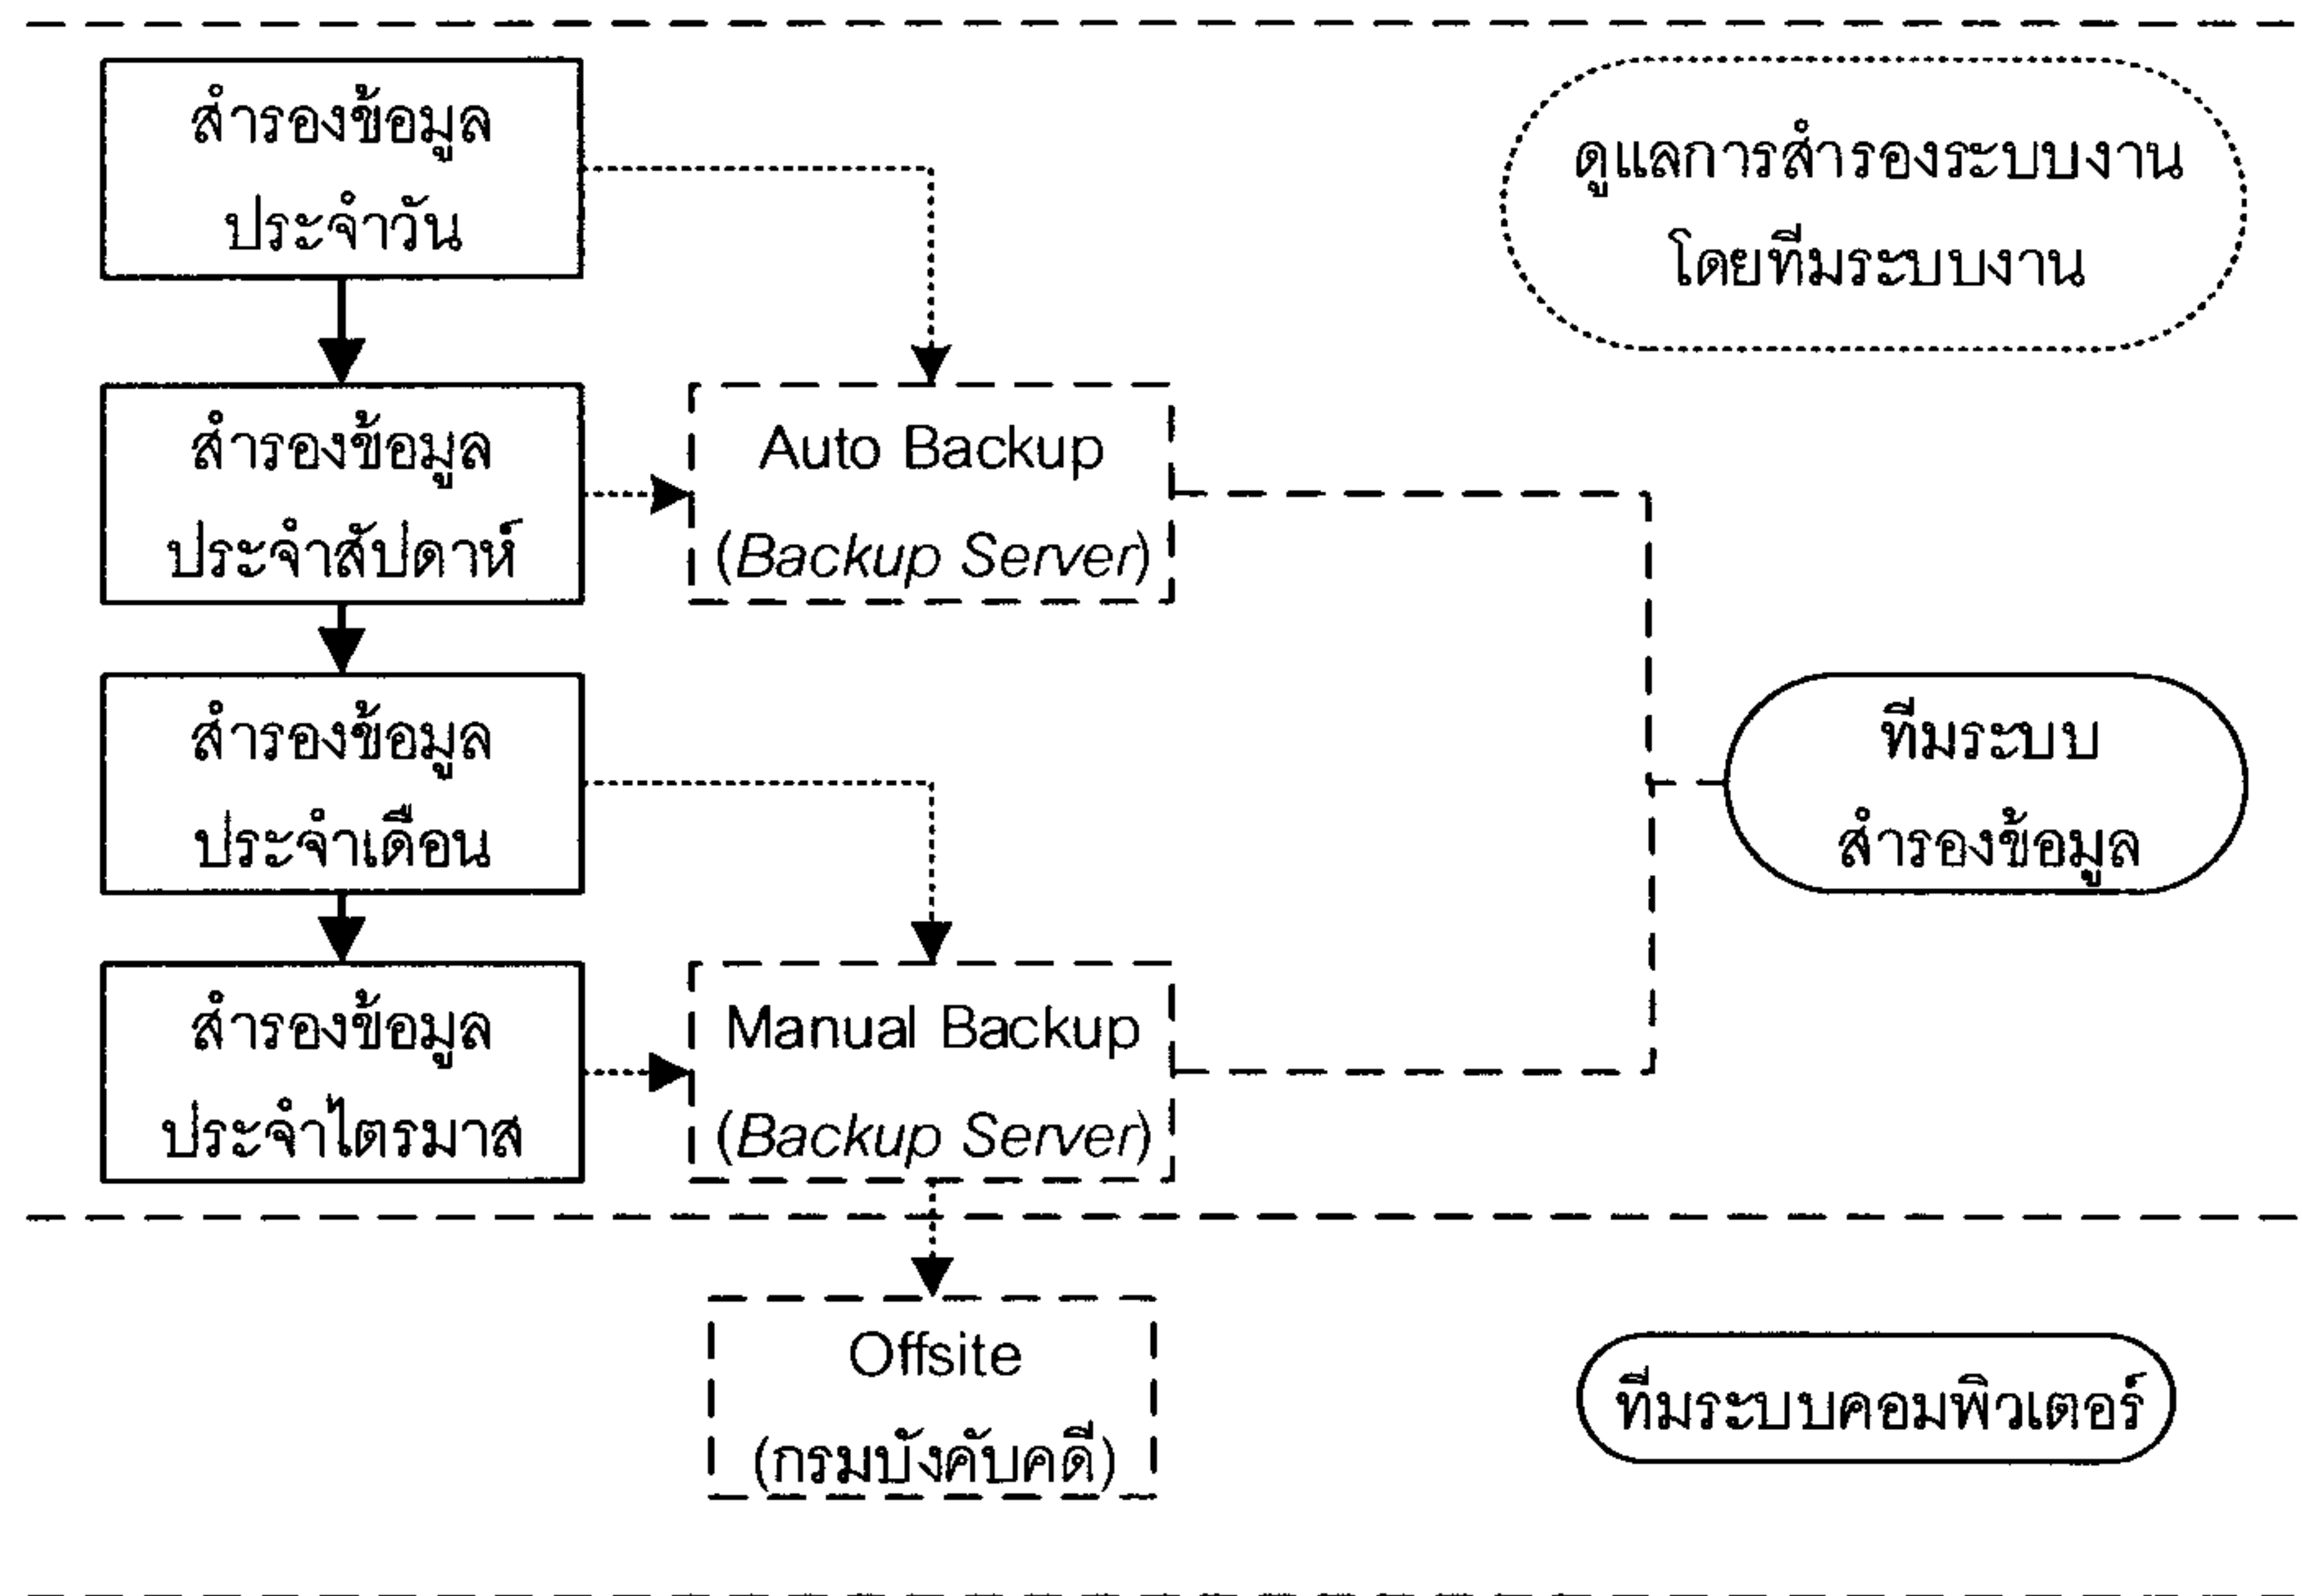 สำรองข้อมูล
ประจำวัน
ดูแลการสำรองระบบงาน
โดยทีมระบบงาน
สำรองข้อมูล
ประจำสัปดาห์
Auto Backup
(Backup Server)
สำรองข้อมูล
ประจำเดือน
ทีมระบบ
สำรองข้อมูล
สำรองข้อมูล
ประจำไตรมาส
Manual Backup
(Backup Server)
Offsite
(กรมบังคับคดี)
ทีมระบบคอมพิวเตอร์